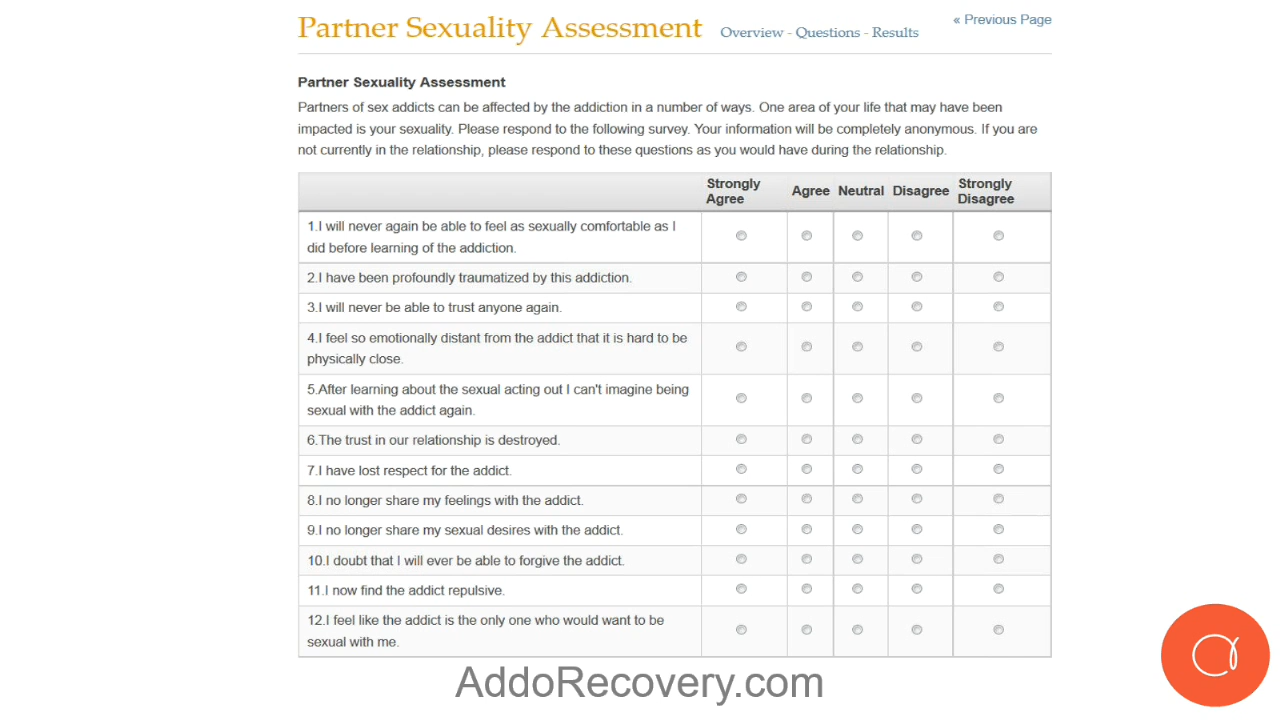 Partner Sexuality Assessment Overview - Questions - Results « Previous Page
Partner Sexuality Assessment
Partners of sex addicts can be affected by the addiction in a number of ways. One area of your life that may have been
impacted is your sexuality. Please respond to the following survey. Your information will be completely anonymous. If you are
not currently in the relationship, please respond to these questions as you would have during the relationship.
Strongly Agree Agree Neutral Disagree Strongly Disagree
1.I will never again be able to feel as sexually comfortable as I
did before learning of the addiction.
2.I have been profoundly traumatized by this addiction.
3.I will never be able to trust anyone again.
4.I feel so emotionally distant from the addict that it is hard to be
physically close.
5.After learning about the sexual acting out I can't imagine being
sexual with the addict again.
6.The trust in our relationship is destroyed.
7.I have lost respect for the addict.
8.I no longer share my feelings with the addict.
9.I no longer share my sexual desires with the addict.
10.I doubt that I will ever be able to forgive the addict.
11.I now find the addict repulsive.
12.I feel like the addict is the only one who would want to be
sexual with me.
AddoRecovery.com